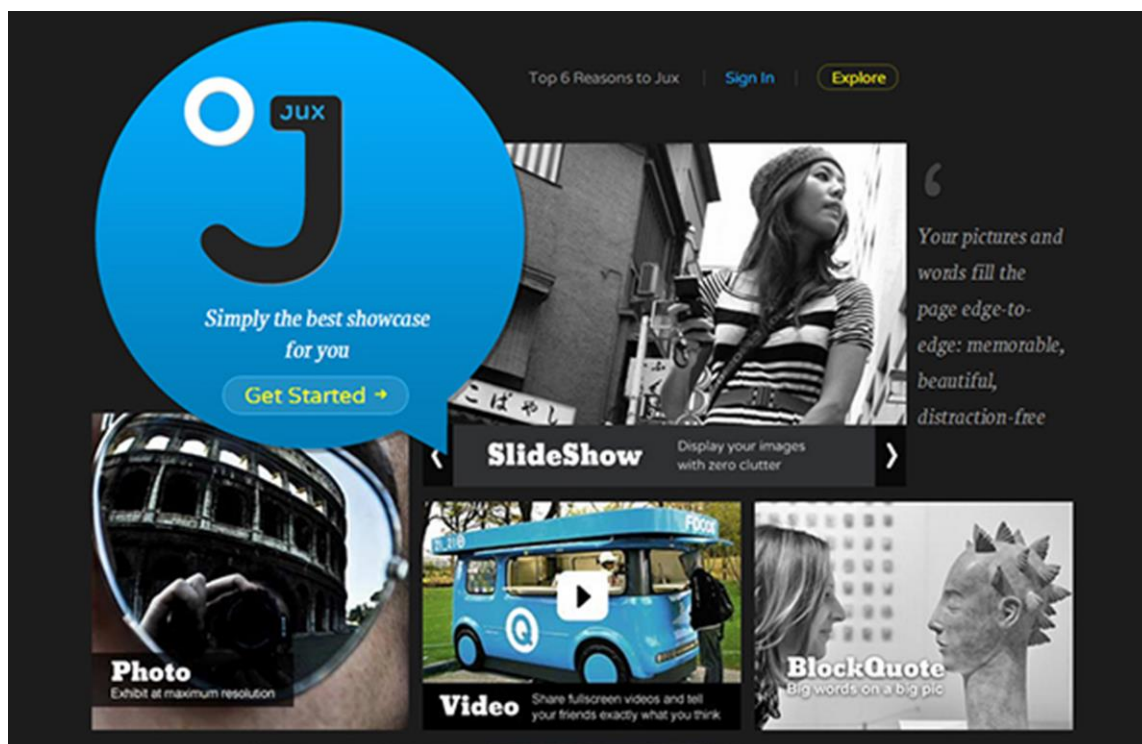 Top 6 Reasons to Jux
Sign In
Explore
JUX
Simply the best showcase
for you
Get Started →
‘
Your pictures and
words fill the
page edge-to-
edge: memorable,
beautiful,
distraction-free
こばやし
❮
SlideShow
Display your images
with zero clutter
❯
Photo
Exhibit at maximum resolution
Q
Video
Share fullscreen videos and tell
your friends exactly what you think
BlockQuote
Big words on a big pic